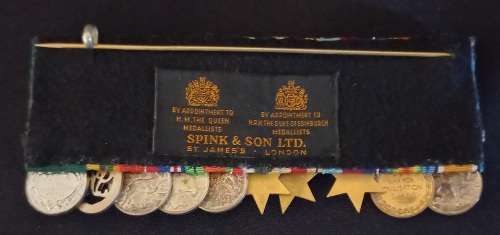 BY APPOINTMENT TO
H.M. THE QUEEN
MEDALLISTS
BY APPOINTMENT TO
H.R.H. THE DUKE OF EDINBURGH
MEDALLISTS
SPINK & SON LTD.
ST. JAMES'S · LONDON